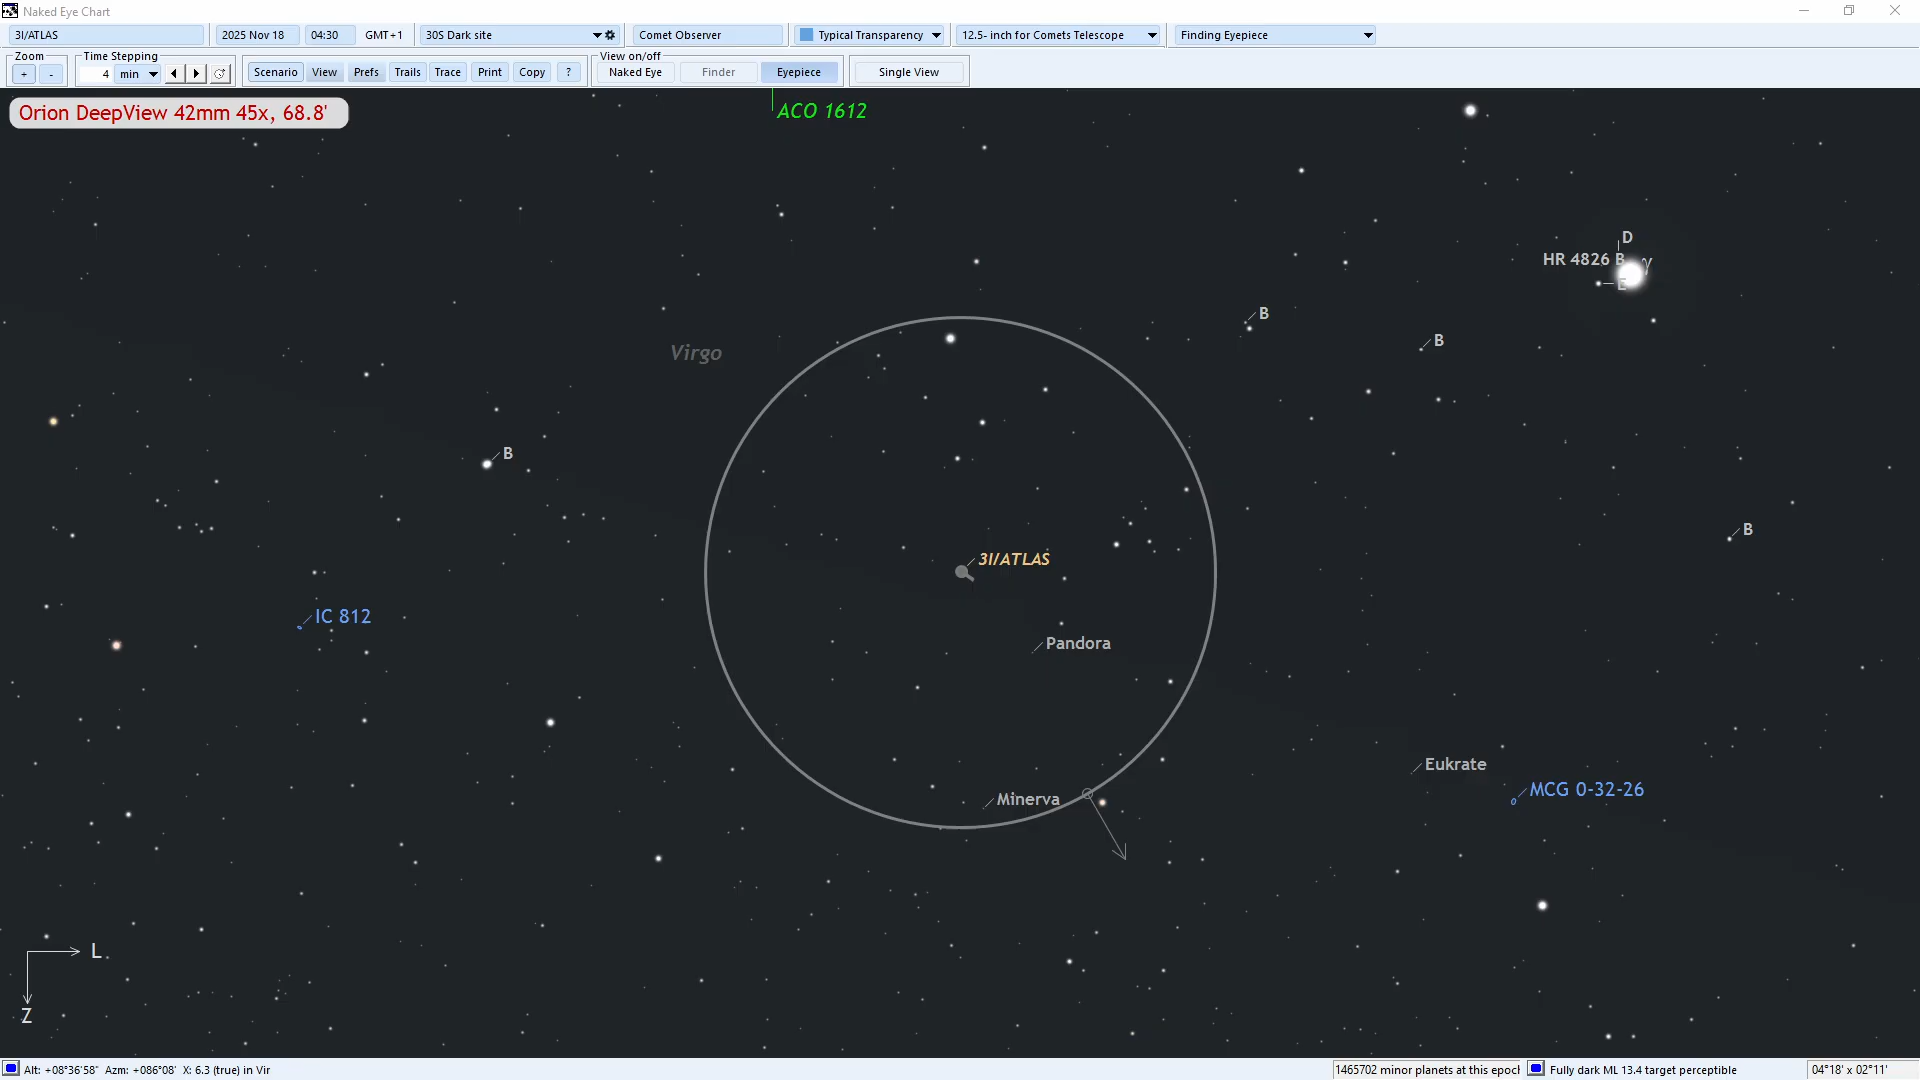 Naked Eye Chart
3I/ATLAS 2025 Nov 18 04:30 GMT+1 30S Dark site Comet Observer Typical Transparency 12.5- inch for Comets Telescope Finding Eyepiece
Zoom Time Stepping View on/off
+ - 4 min Scenario View Prefs Trails Trace Print Copy ? Naked Eye Finder Eyepiece Single View
Orion DeepView 42mm 45x, 68.8'
ACO 1612
D
HR 4826 B γ
E
B
B
Virgo
B
B
3I/ATLAS
IC 812
Pandora
Eukrate
MCG 0-32-26
Minerva
L
Z
Alt: +08°36'58" Azm: +086°08' X: 6.3 (true) in Vir 1465702 minor planets at this epoch Fully dark ML 13.4 target perceptible 04°18' x 02°11'